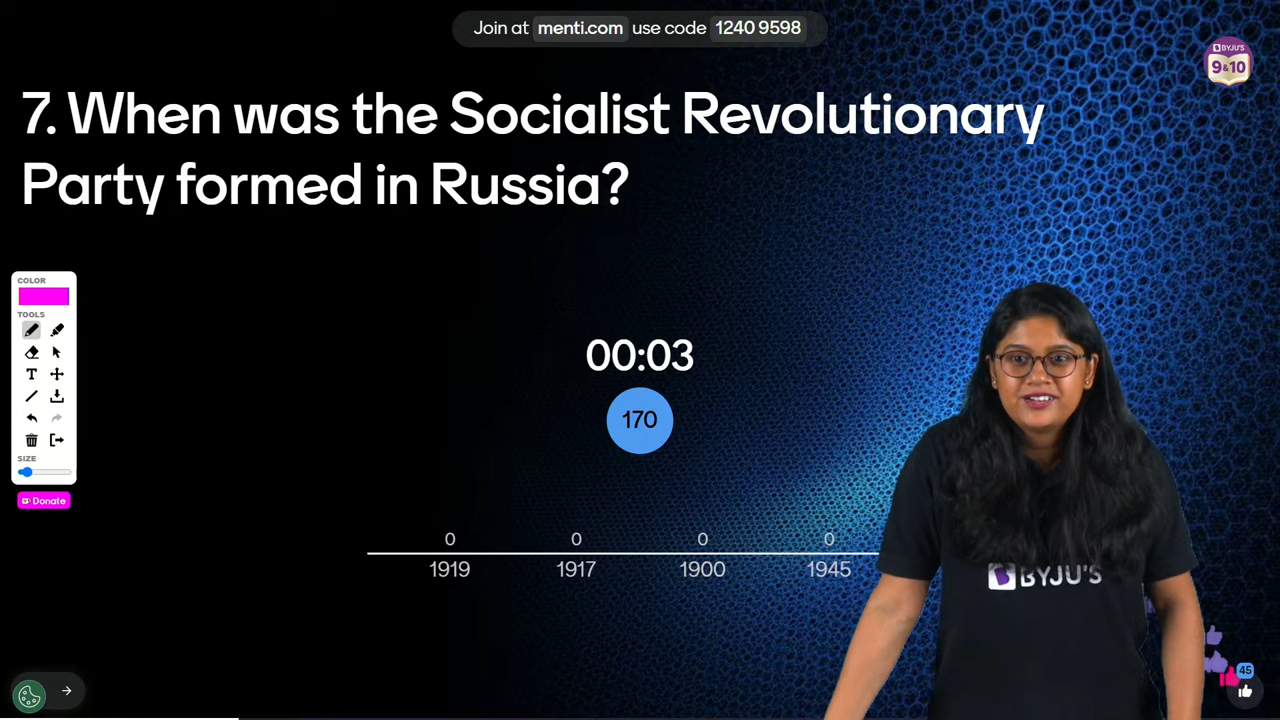 Join at menti.com use code 1240 9598
BYJU'S
9&10
7. When was the Socialist Revolutionary
Party formed in Russia?
COLOR
TOOLS
T
SIZE
Donate
00:03
170
0 0 0 0
1919 1917 1900 1945
BYJU'S
45